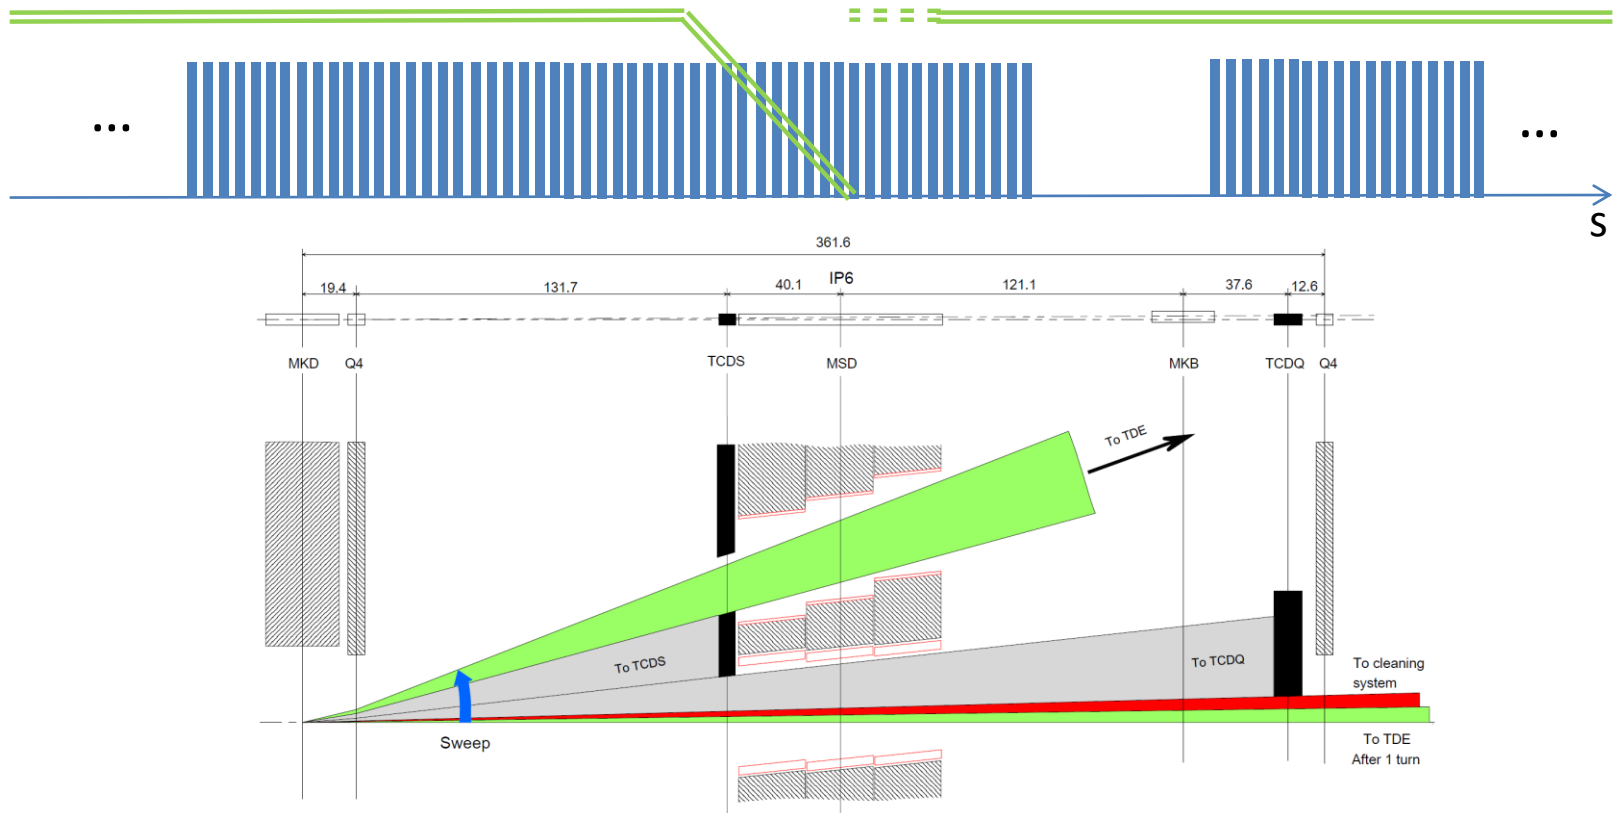 ...
...
S
361.6
IP6
19.4
131.7
40.1
121.1
37.6
12.6
MKD
Q4
TCDS
MSD
MKB
TCDQ
Q4
To TDE
To TCDS
To TCDQ
To cleaning
system
Sweep
To TDE
After 1 turn